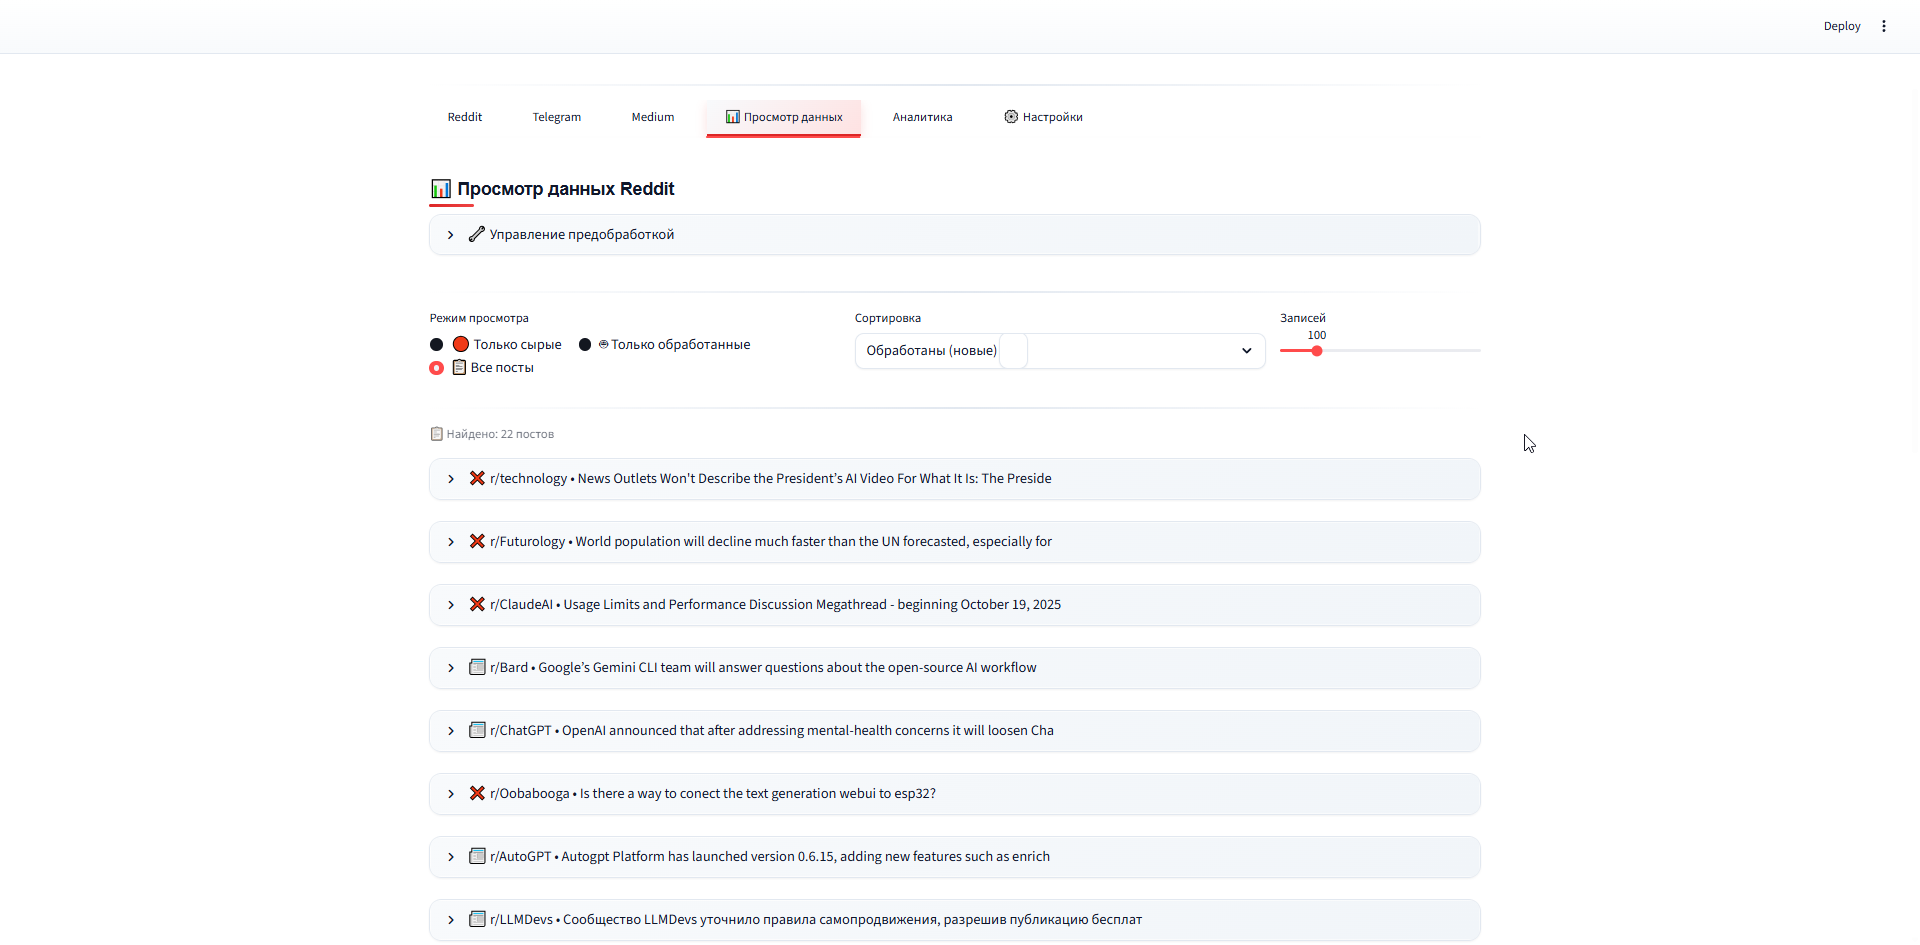 Deploy
Reddit Telegram Medium Просмотр данных Аналитика Настройки
Просмотр данных Reddit
Управление предобработкой
Режим просмотра
Только сырые Только обработанные
Все посты
Сортировка
Обработаны (новые)
Записей
100
Найдено: 22 постов
r/technology • News Outlets Won't Describe the President's AI Video For What It Is: The Preside
r/Futurology • World population will decline much faster than the UN forecasted, especially for
r/ClaudeAI • Usage Limits and Performance Discussion Megathread - beginning October 19, 2025
r/Bard • Google's Gemini CLI team will answer questions about the open-source AI workflow
r/ChatGPT • OpenAI announced that after addressing mental-health concerns it will loosen Cha
r/Oobabooga • Is there a way to conect the text generation webui to esp32?
r/AutoGPT • Autogpt Platform has launched version 0.6.15, adding new features such as enrich
r/LLMDevs • Сообщество LLMDevs уточнило правила самопродвижения, разрешив публикацию бесплат